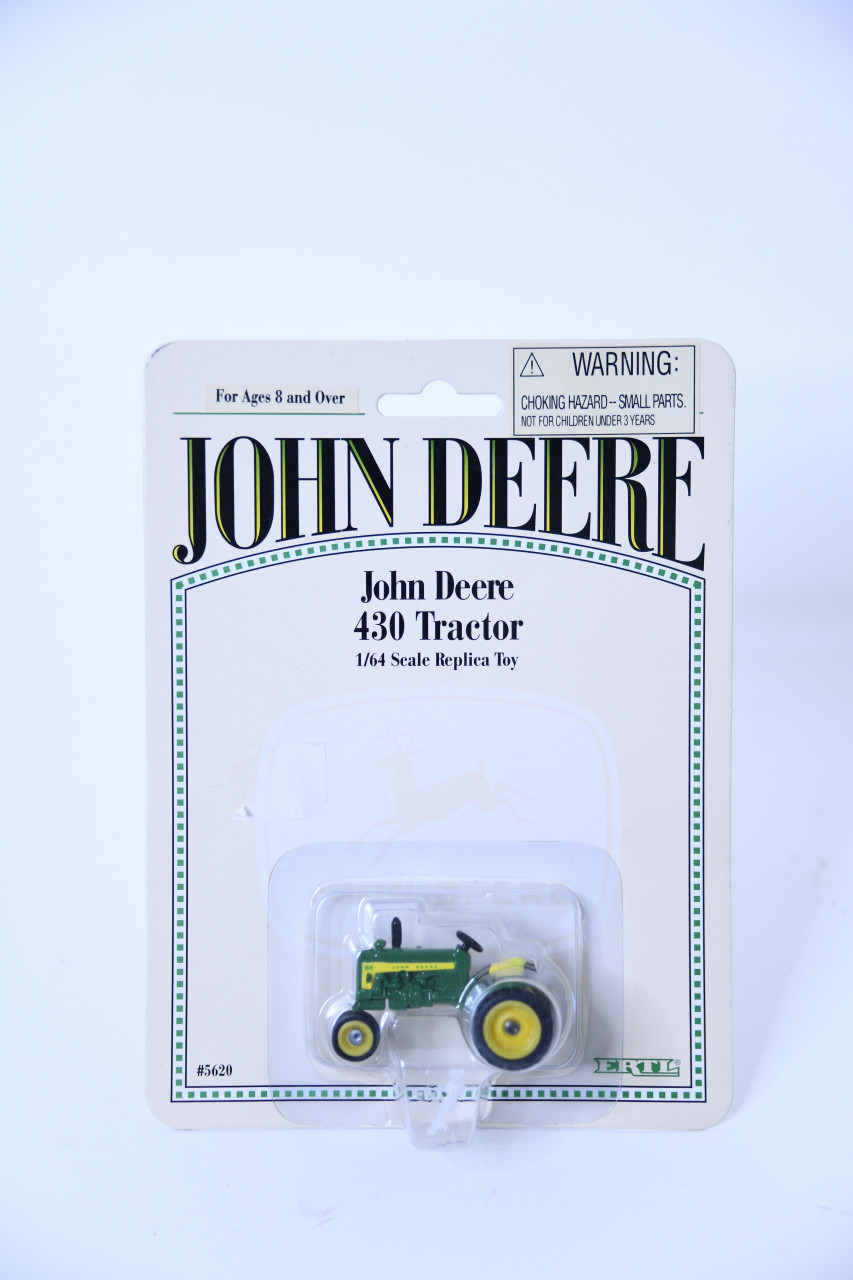 For Ages 8 and Over
WARNING:
CHOKING HAZARD -- SMALL PARTS.
NOT FOR CHILDREN UNDER 3 YEARS
JOHN DEERE
John Deere
430 Tractor
1/64 Scale Replica Toy
JOHN DEERE
#5620
ERTL®